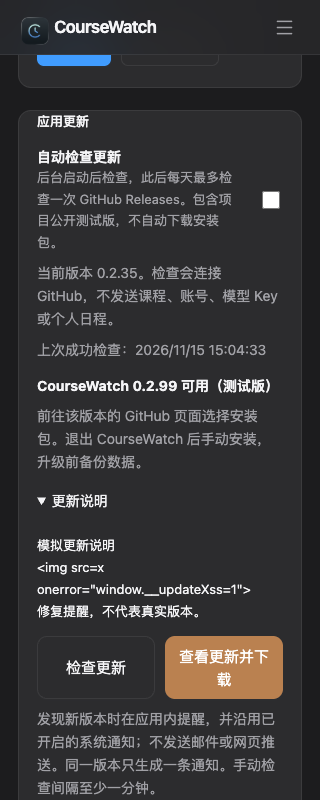 CourseWatch
应用更新
自动检查更新
后台启动后检查，此后每天最多检
查一次 GitHub Releases。包含项
目公开测试版，不自动下载安装
包。
当前版本 0.2.35。检查会连接
GitHub，不发送课程、账号、模型 Key
或个人日程。
上次成功检查：2026/11/15 15:04:33
CourseWatch 0.2.99 可用（测试版）
前往该版本的 GitHub 页面选择安装
包。退出 CourseWatch 后手动安装，
升级前备份数据。
▼ 更新说明
模拟更新说明
<img src=x
onerror="window.__updateXss=1">
修复提醒，不代表真实版本。
检查更新
查看更新并下
载
发现新版本时在应用内提醒，并沿用已
开启的系统通知；不发送邮件或网页推
送。同一版本只生成一条通知。手动检
查间隔至少一分钟。